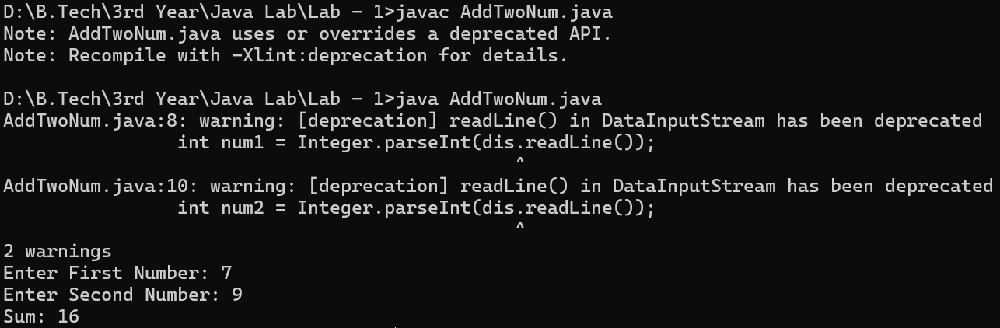 D:\B.Tech\3rd Year\Java Lab\Lab - 1>javac AddTwoNum.java
Note: AddTwoNum.java uses or overrides a deprecated API.
Note: Recompile with -Xlint:deprecation for details.
D:\B.Tech\3rd Year\Java Lab\Lab - 1>java AddTwoNum.java
AddTwoNum.java:8: warning: [deprecation] readLine() in DataInputStream has been deprecated
                int num1 = Integer.parseInt(dis.readLine());
                                               ^
AddTwoNum.java:10: warning: [deprecation] readLine() in DataInputStream has been deprecated
                int num2 = Integer.parseInt(dis.readLine());
                                               ^
2 warnings
Enter First Number: 7
Enter Second Number: 9
Sum: 16